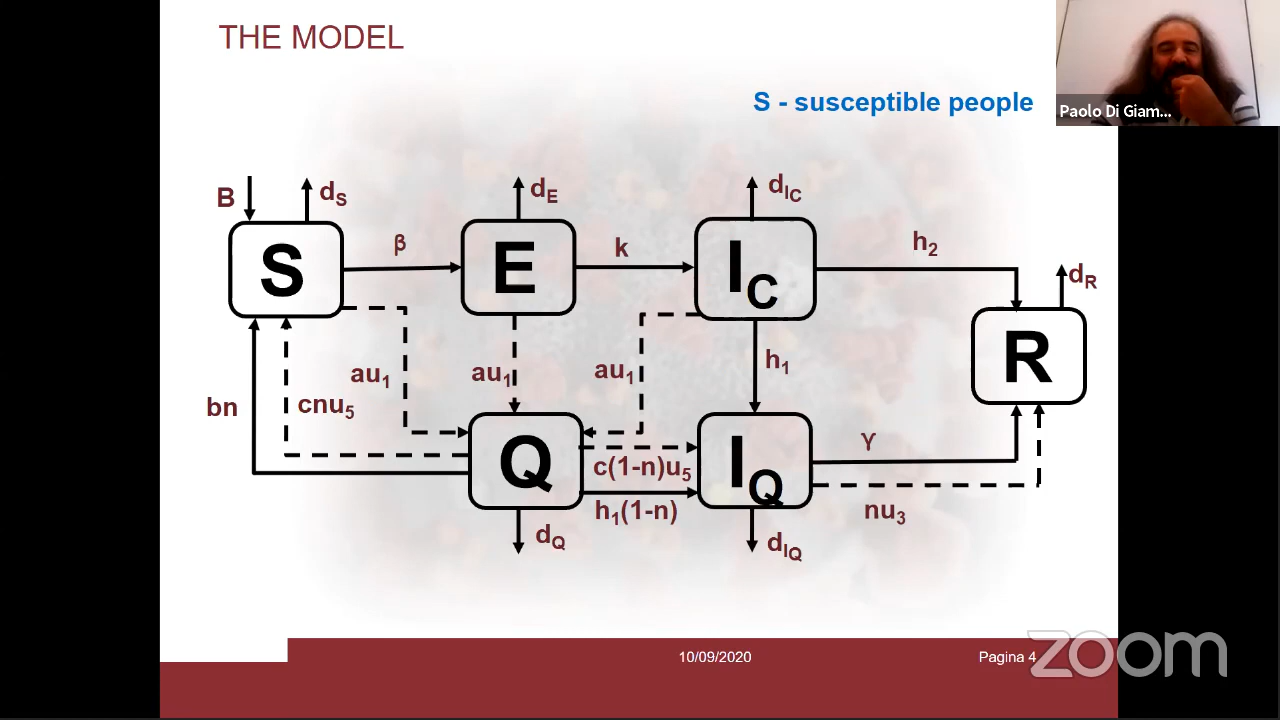 THE MODEL
S - susceptible people
Paolo Di Giam...
B
dS
dE
dIC
β
k
h2
dR
S
E
IC
R
au1
au1
au1
h1
bn
cnu5
Q
IQ
γ
c(1-n)u5
h1(1-n)
nu3
dQ
dIQ
10/09/2020
Pagina 4
zoom